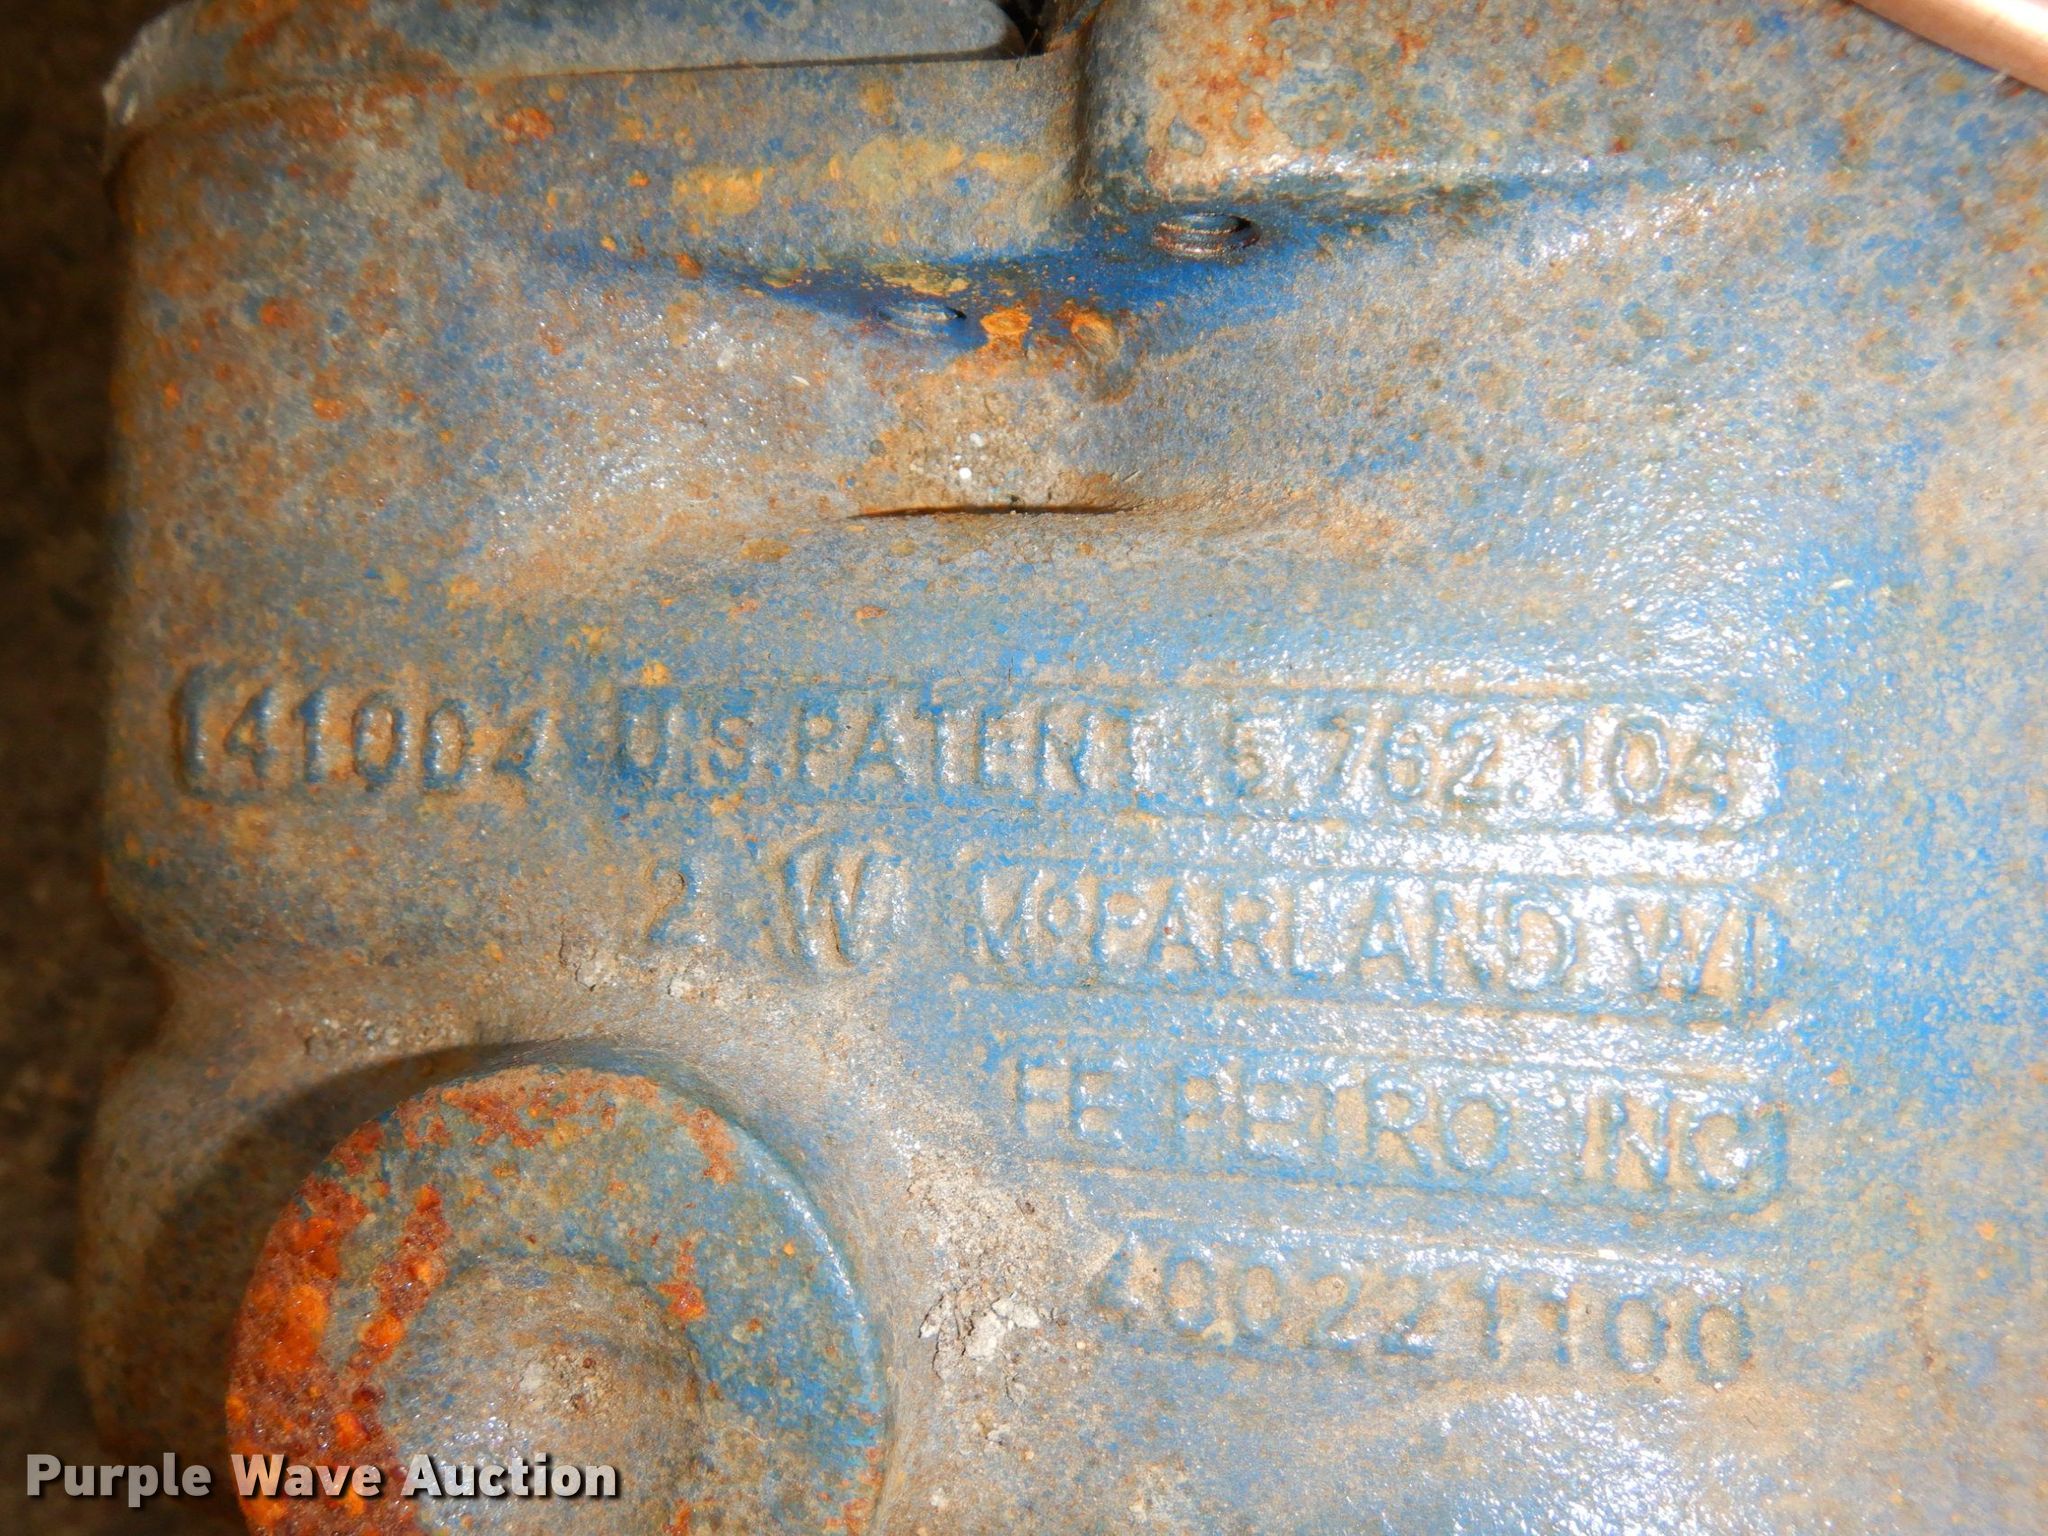 141004 U.S. PATENT 5,762,104
2 W McFARLAND, WI
FE PETRO INC
400221100
Purple Wave Auction